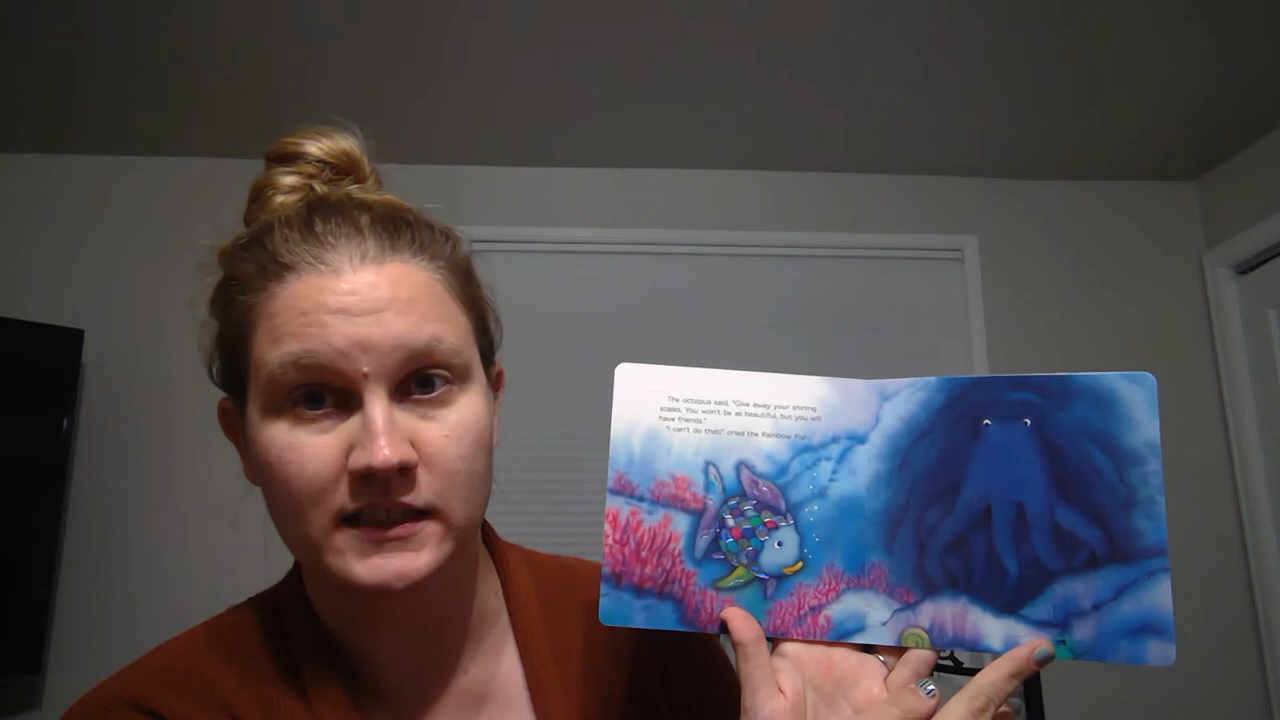 The octopus said, "Give away your shining
scales. You won't be as beautiful, but you will
have friends."
"I can't do that!" cried the Rainbow Fish.